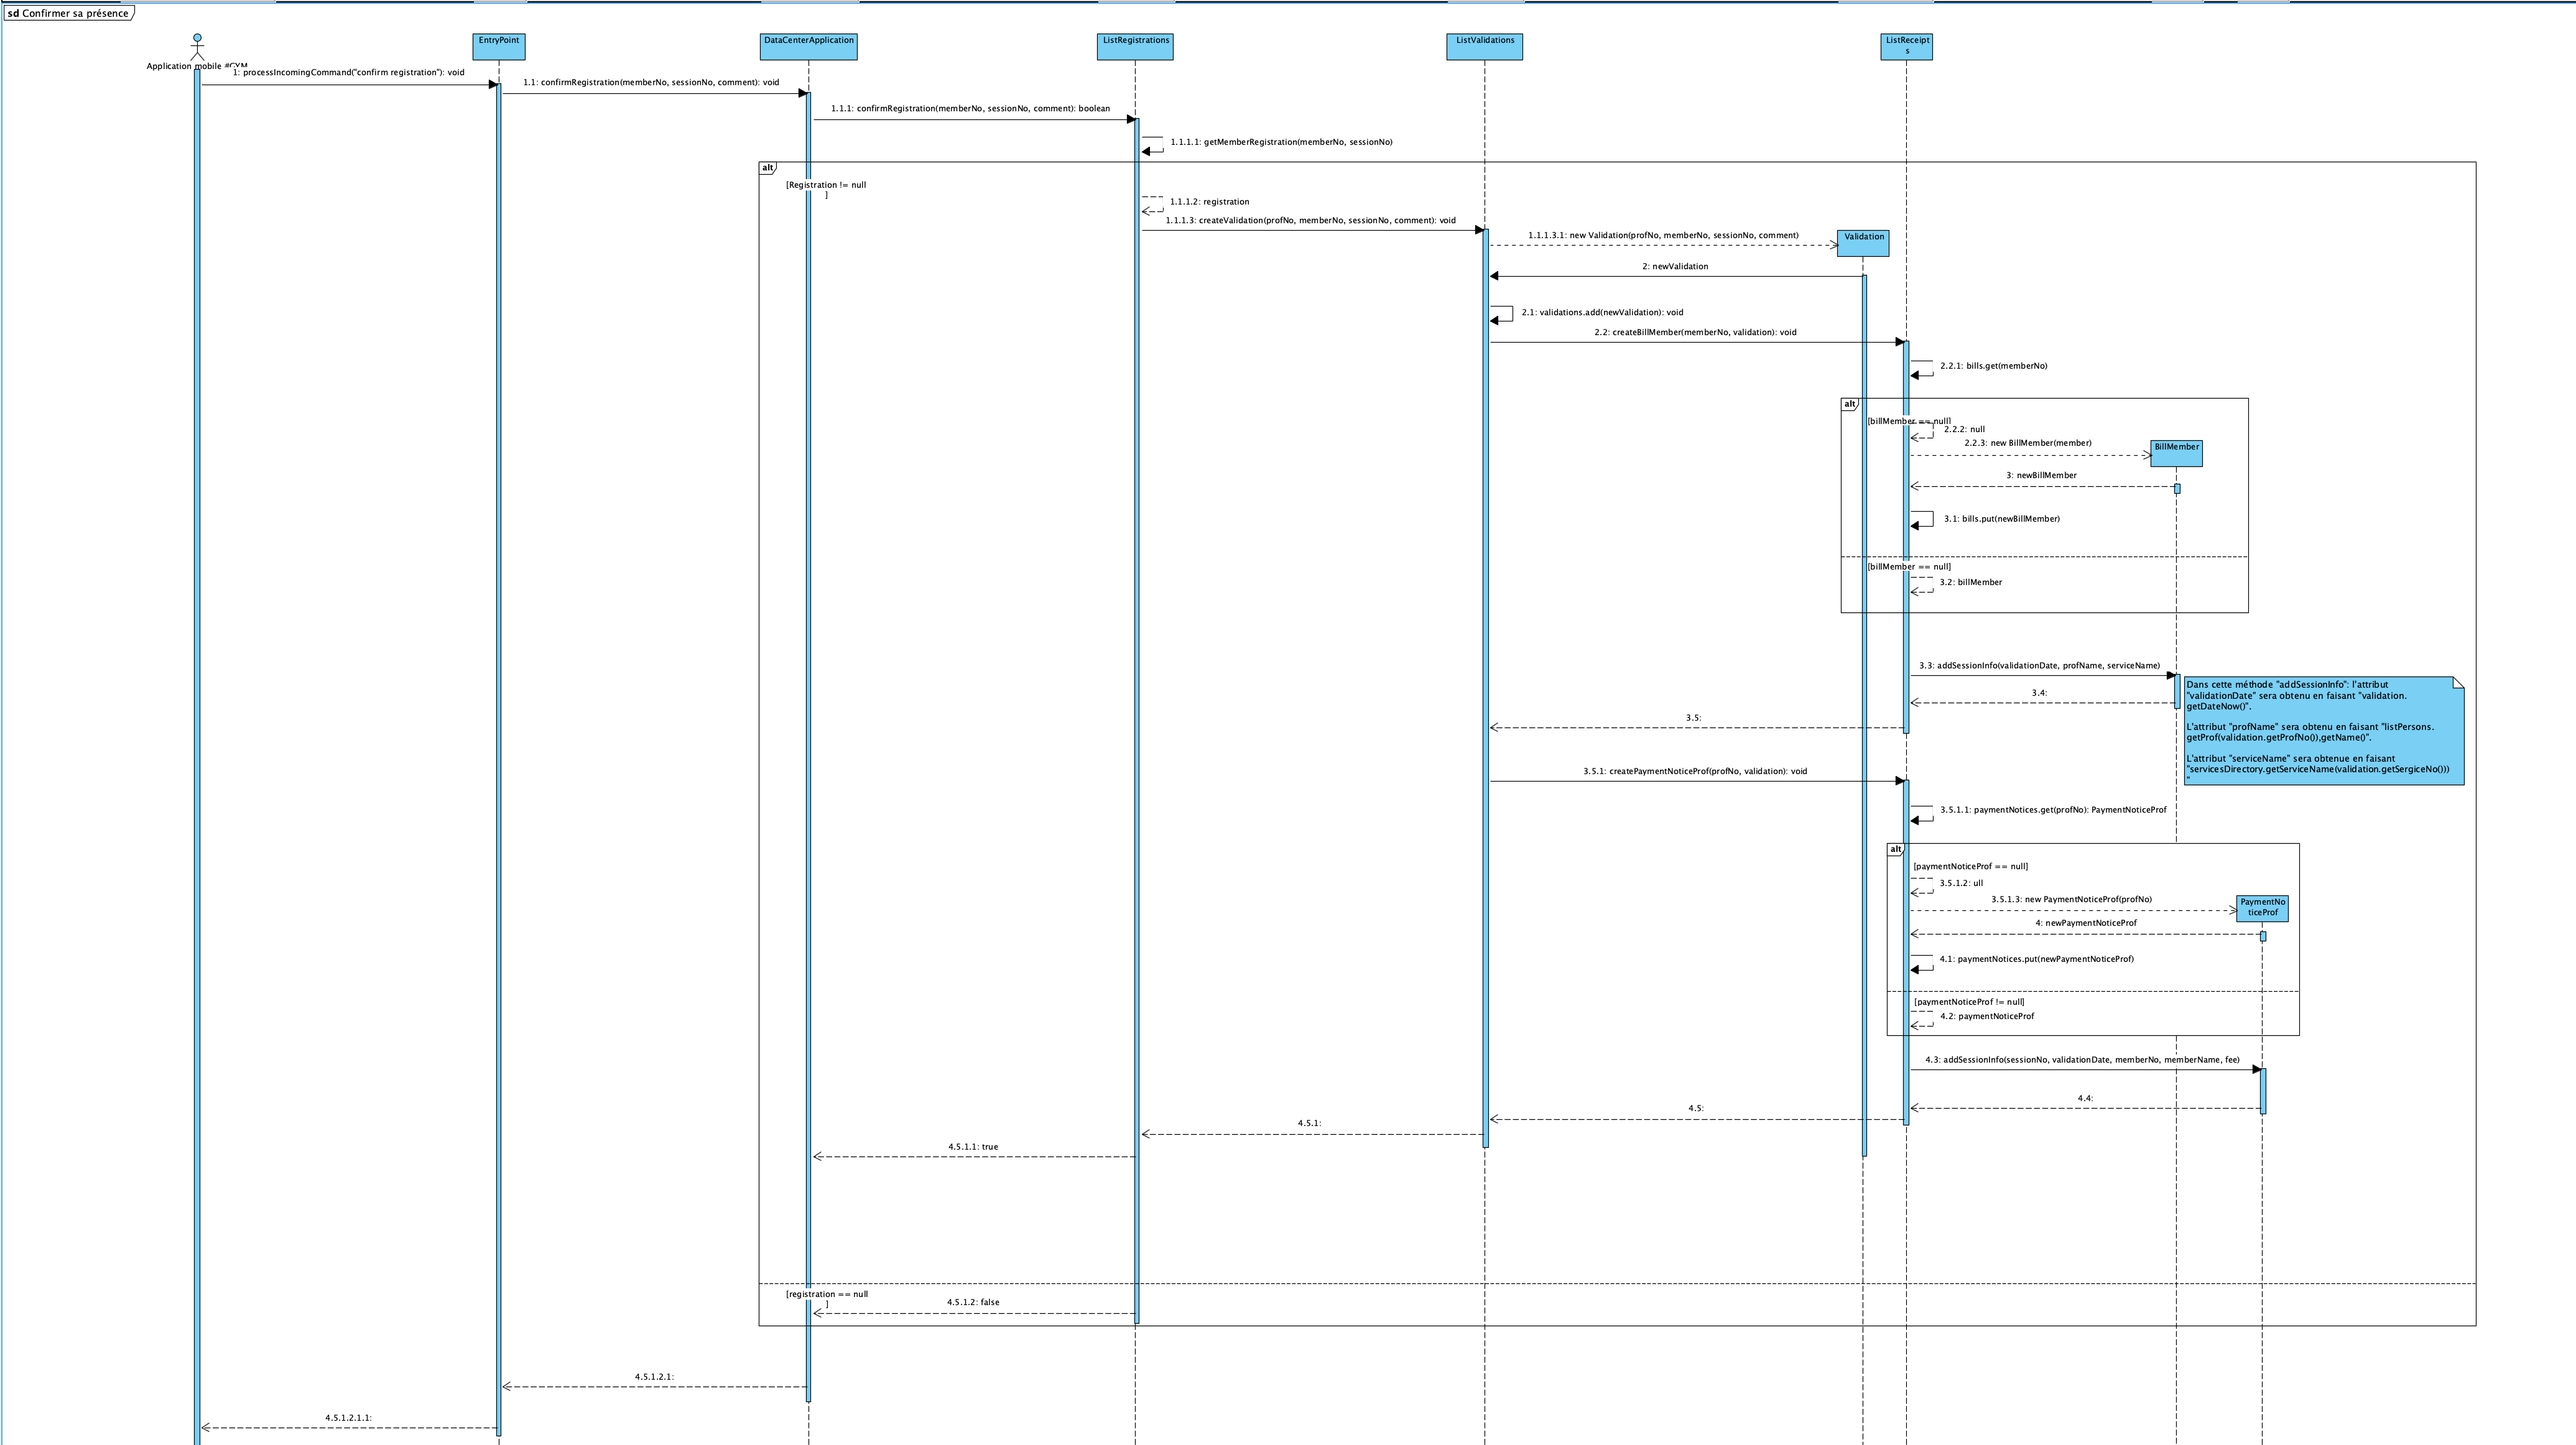 sd Confirmer sa présence
EntryPoint
DataCenterApplication
ListRegistrations
ListValidations
ListReceipt
s
Application mobile #GYM
1: processIncomingCommand("confirm registration"): void
1.1: confirmRegistration(memberNo, sessionNo, comment): void
1.1.1: confirmRegistration(memberNo, sessionNo, comment): boolean
1.1.1.1: getMemberRegistration(memberNo, sessionNo)
alt
[Registration != null
]
1.1.1.2: registration
1.1.1.3: createValidation(profNo, memberNo, sessionNo, comment): void
1.1.1.3.1: new Validation(profNo, memberNo, sessionNo, comment)
Validation
2: newValidation
2.1: validations.add(newValidation): void
2.2: createBillMember(memberNo, validation): void
2.2.1: bills.get(memberNo)
alt
[billMember == null]
2.2.2: null
2.2.3: new BillMember(member)
BillMember
3: newBillMember
3.1: bills.put(newBillMember)
[billMember == null]
3.2: billMember
3.3: addSessionInfo(validationDate, profName, serviceName)
3.4:
3.5:
Dans cette méthode "addSessionInfo": l'attribut
"validationDate" sera obtenu en faisant "validation.
getDateNow()".
L'attribut "profName" sera obtenu en faisant "listPersons.
getProf(validation.getProfNo()),getName()".
L'attribut "serviceName" sera obtenue en faisant
"servicesDirectory.getServiceName(validation.getSergiceNo()))
"
3.5.1: createPaymentNoticeProf(profNo, validation): void
3.5.1.1: paymentNotices.get(profNo): PaymentNoticeProf
alt
[paymentNoticeProf == null]
3.5.1.2: ull
3.5.1.3: new PaymentNoticeProf(profNo)
PaymentNo
ticeProf
4: newPaymentNoticeProf
4.1: paymentNotices.put(newPaymentNoticeProf)
[paymentNoticeProf != null]
4.2: paymentNoticeProf
4.3: addSessionInfo(sessionNo, validationDate, memberNo, memberName, fee)
4.4:
4.5:
4.5.1:
4.5.1.1: true
[registration == null
]
4.5.1.2: false
4.5.1.2.1:
4.5.1.2.1.1: